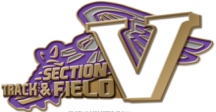 SECTION
TRACK & FIELD
V